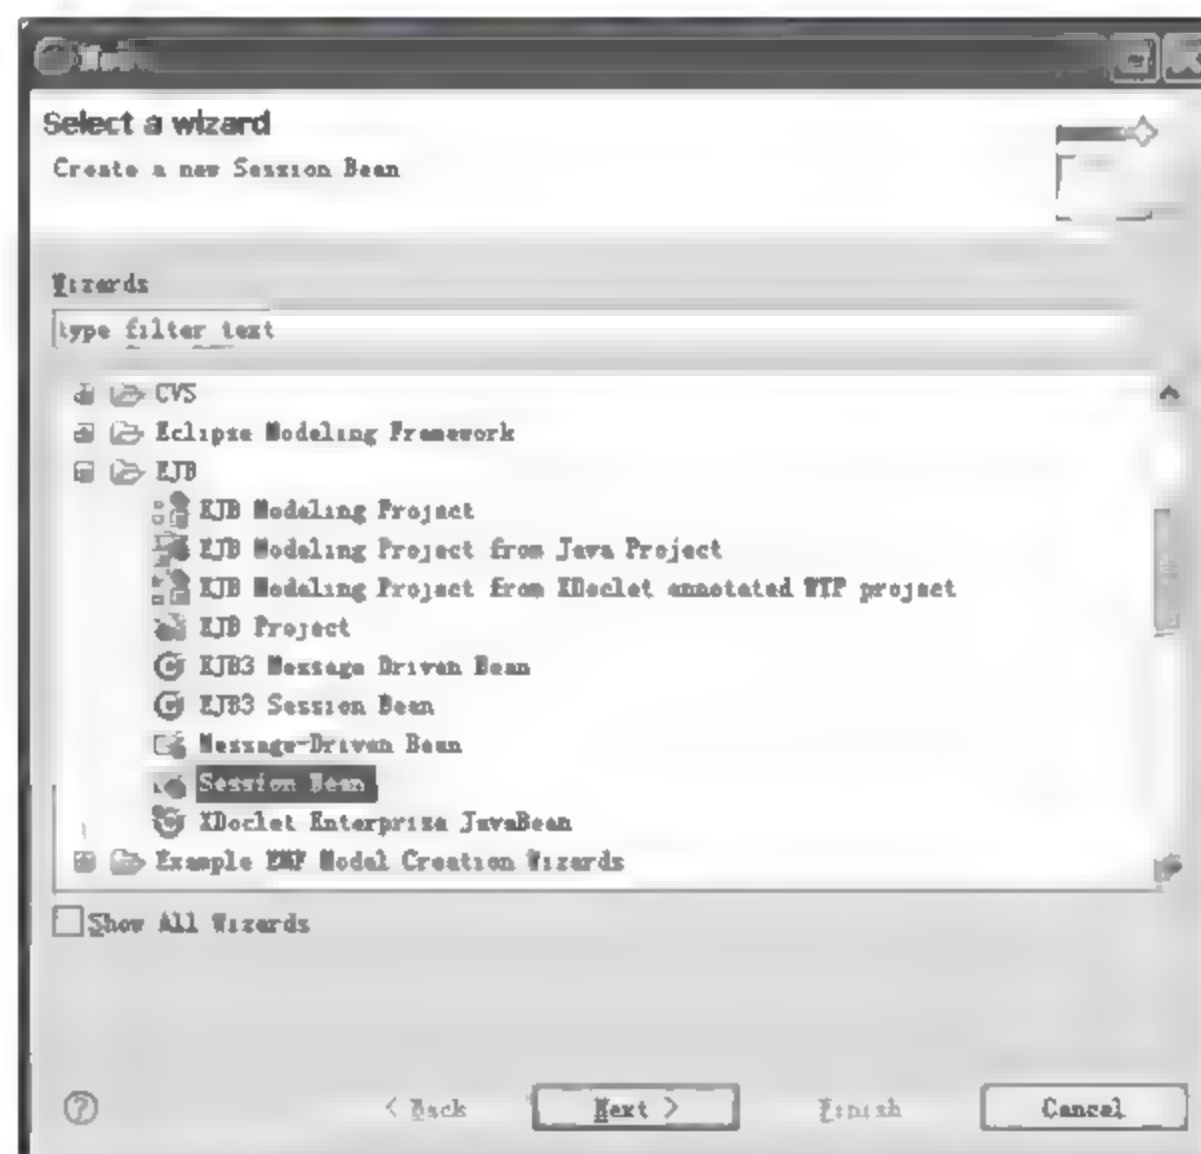 Select a wizard
Create a new Session Bean
Wizards
type filter text
CVS
Eclipse Modeling Framework
EJB
EJB Modeling Project
EJB Modeling Project from Java Project
EJB Modeling Project from XDoclet annotated WTP project
EJB Project
EJB3 Message Driven Bean
EJB3 Session Bean
Message-Driven Bean
Session Bean
XDoclet Enterprise JavaBean
Example EMF Model Creation Wizards
Show All Wizards
< Back Next > Finish Cancel